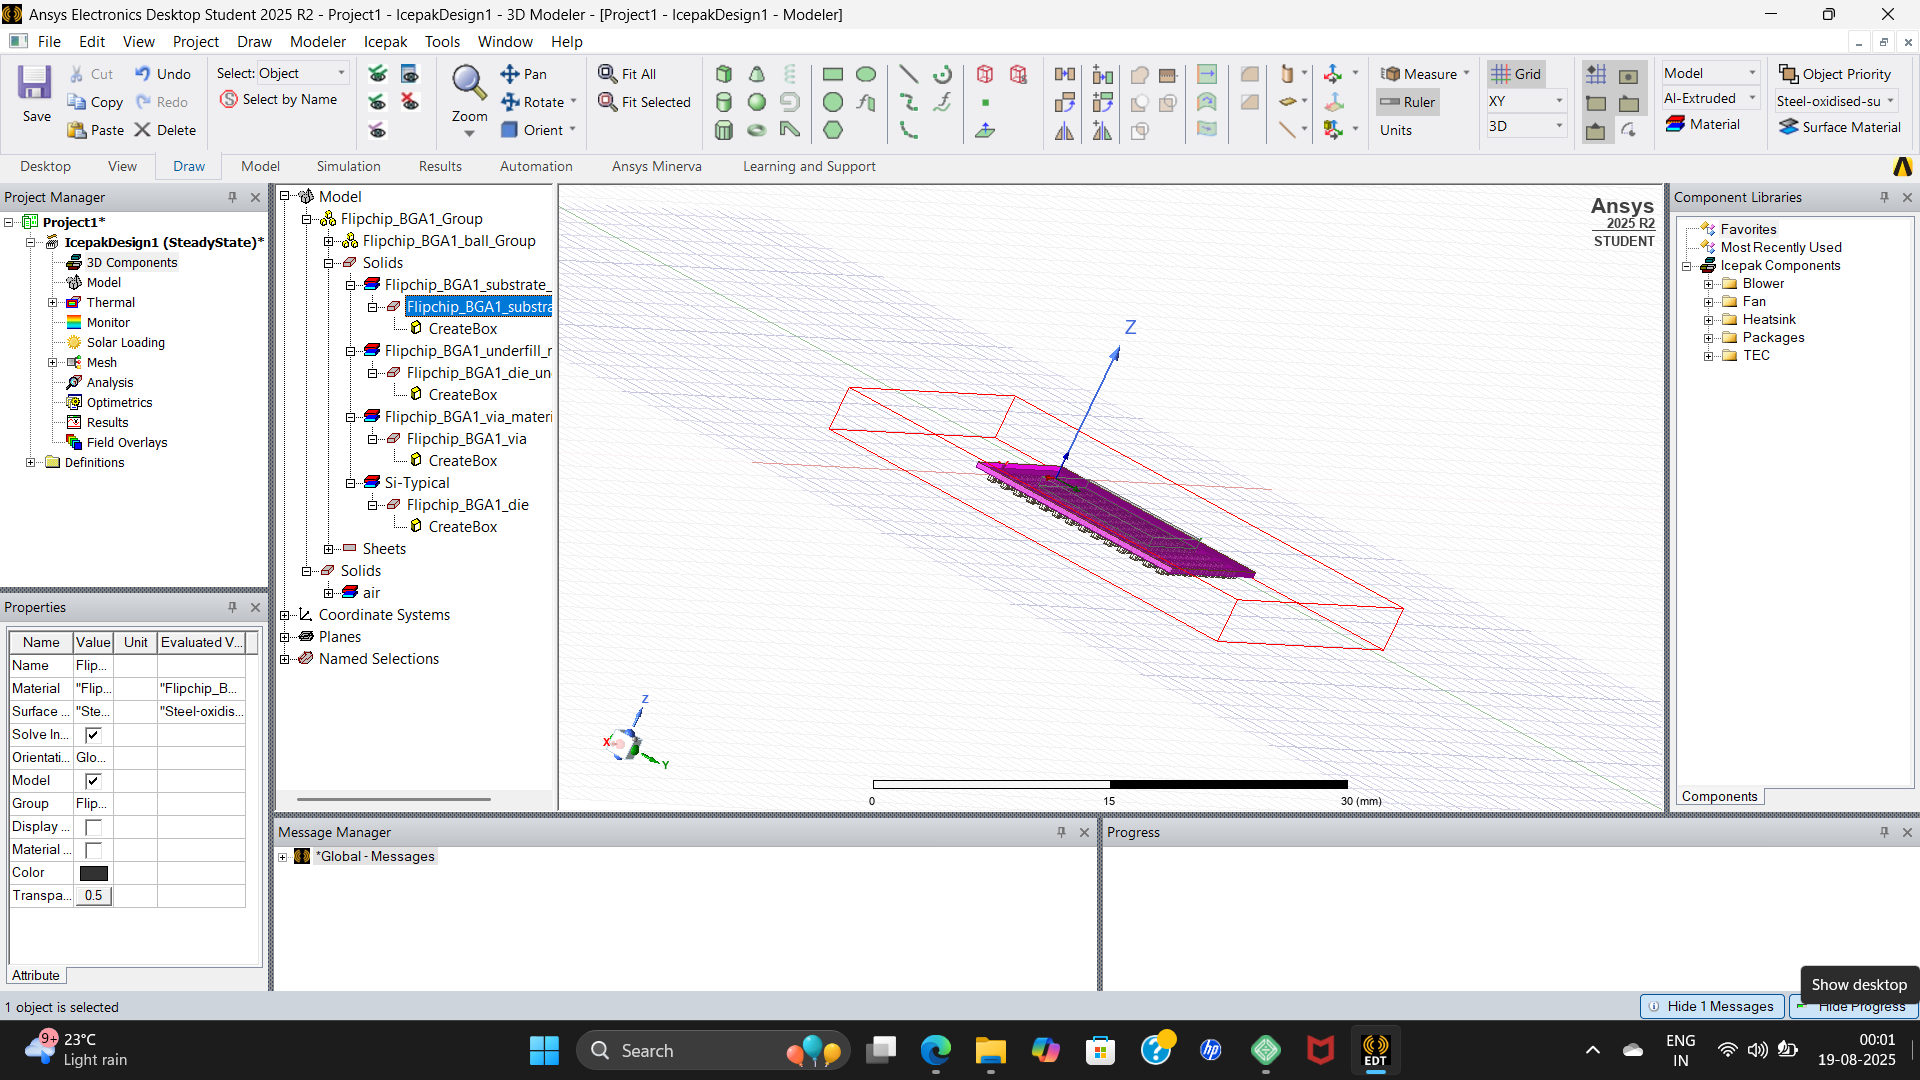 Ansys Electronics Desktop Student 2025 R2 - Project1 - IcepakDesign1 - 3D Modeler - [Project1 - IcepakDesign1 - Modeler]
File Edit View Project Draw Modeler Icepak Tools Window Help
Save
Cut
Copy
Paste
Undo
Redo
Delete
Select: Object
Select by Name
Zoom
Pan
Rotate
Orient
Fit All
Fit Selected
Measure
Ruler
Units
Grid
XY
3D
Model
Al-Extruded
Material
Object Priority
Steel-oxidised-su
Surface Material
Desktop View Draw Model Simulation Results Automation Ansys Minerva Learning and Support
Project Manager
Project1*
IcepakDesign1 (SteadyState)*
3D Components
Model
Thermal
Monitor
Solar Loading
Mesh
Analysis
Optimetrics
Results
Field Overlays
Definitions
Properties
Name Value Unit Evaluated V...
Name Flip...
Material "Flip... "Flipchip_B...
Surface ... "Ste... "Steel-oxidis...
Solve In...
Orientati... Glo...
Model
Group Flip...
Display ...
Material ...
Color
Transpa... 0.5
Attribute
Model
Flipchip_BGA1_Group
Flipchip_BGA1_ball_Group
Solids
Flipchip_BGA1_substrate_
Flipchip_BGA1_substra
CreateBox
Flipchip_BGA1_underfill_r
Flipchip_BGA1_die_un
CreateBox
Flipchip_BGA1_via_materi
Flipchip_BGA1_via
CreateBox
Si-Typical
Flipchip_BGA1_die
CreateBox
Sheets
Solids
air
Coordinate Systems
Planes
Named Selections
Ansys
2025 R2
STUDENT
Z
Z
X
Y
0 15 30 (mm)
Component Libraries
Favorites
Most Recently Used
Icepak Components
Blower
Fan
Heatsink
Packages
TEC
Components
Message Manager
*Global - Messages
Progress
1 object is selected
Show desktop
Hide 1 Messages
Hide Progress
9+
23°C
Light rain
Search
EDT
ENG
IN
00:01
19-08-2025